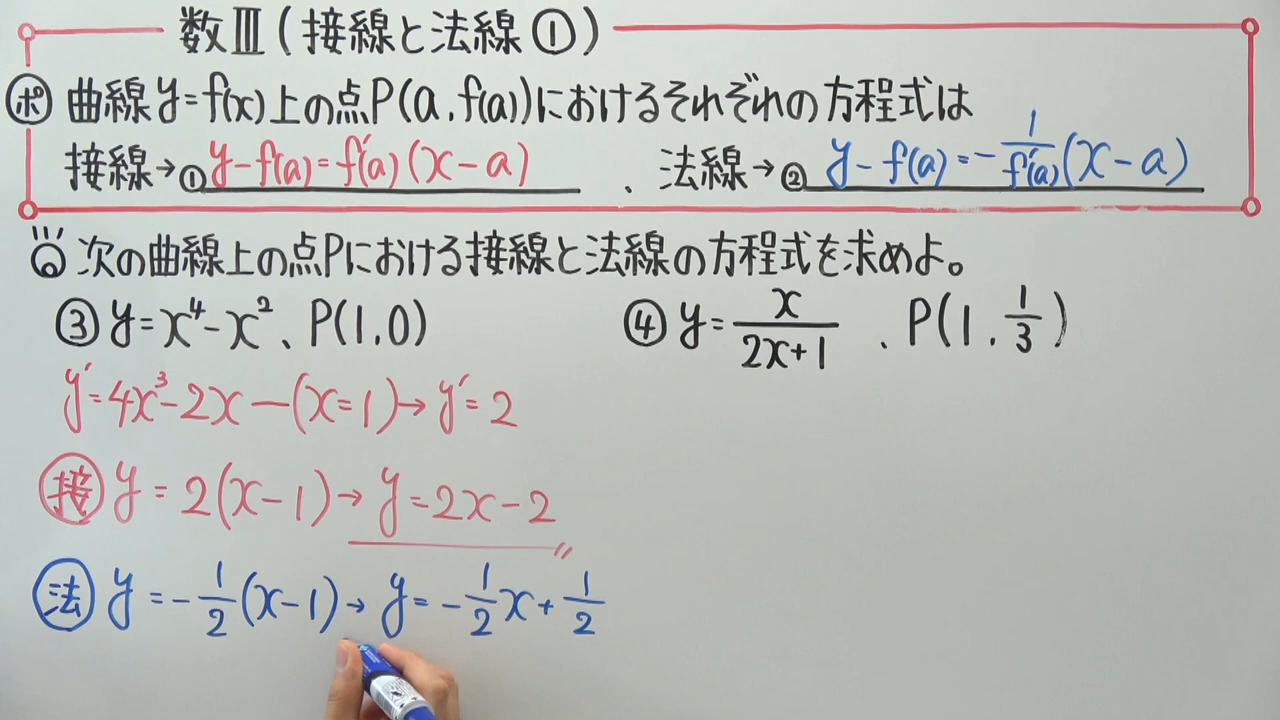 数Ⅲ(接線と法線①)
ポ 曲線y=f(x)上の点P(a,f(a))におけるそれぞれの方程式は
接線→① y-f(a)=f'(a)(x-a) 、法線→② y-f(a)=-1/f'(a)(x-a)
次の曲線上の点Pにおける接線と法線の方程式を求めよ。
③ y=x⁴-x²、P(1,0) ④ y=x/(2x+1)、P(1,1/3)
y'=4x³-2x—(x=1)→y'=2
接 y=2(x-1)→y=2x-2
法 y=-1/2(x-1)→y=-1/2x+1/2